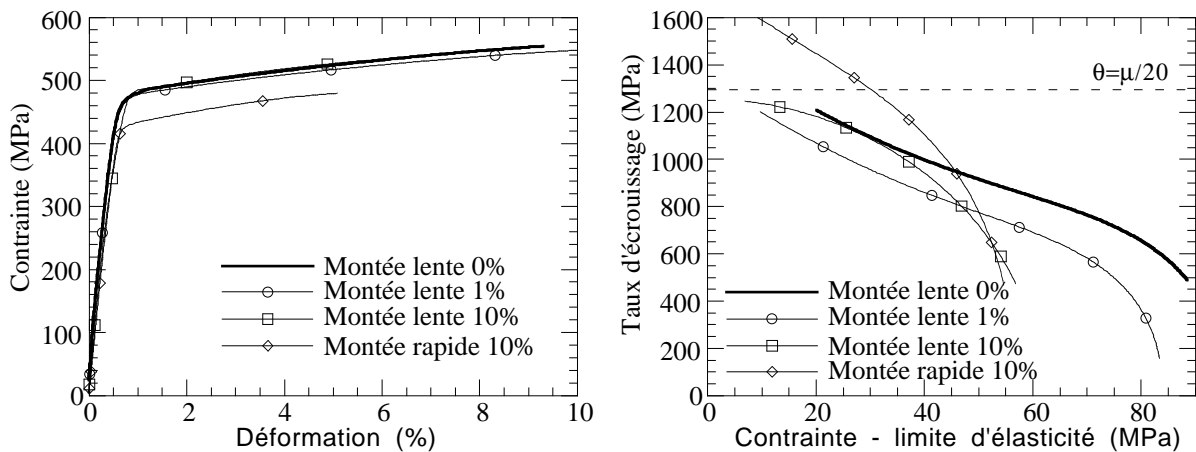 600
500
400
300
200
100
0
Contrainte (MPa)
Montée lente 0%
Montée lente 1%
Montée lente 10%
Montée rapide 10%
0 2 4 6 8 10
Déformation (%)
1600
1400
1200
1000
800
600
400
200
0
Taux d'écrouissage (MPa)
θ=μ/20
Montée lente 0%
Montée lente 1%
Montée lente 10%
Montée rapide 10%
0 20 40 60 80
Contrainte - limite d'élasticité (MPa)